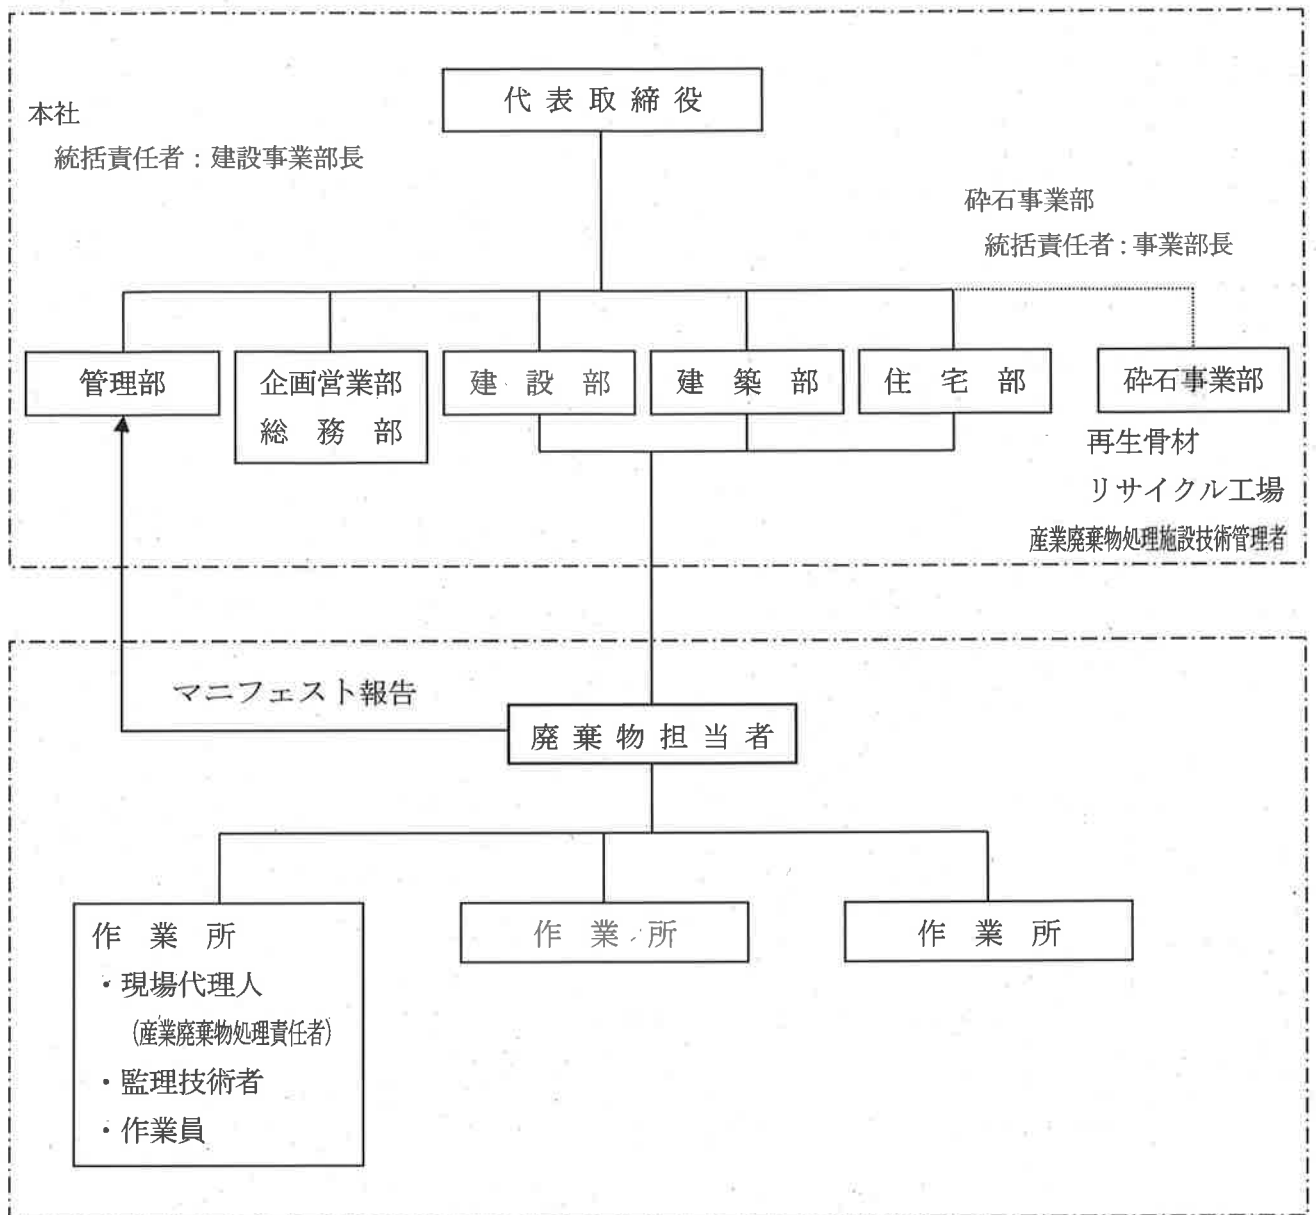 代表取締役
本社
統括責任者：建設事業部長
砕石事業部
統括責任者：事業部長
管理部
企画営業部
総務部
建設部
建築部
住宅部
砕石事業部
再生骨材
リサイクル工場
産業廃棄物処理施設技術管理者
マニフェスト報告
廃棄物担当者
作業所
・現場代理人
（産業廃棄物処理責任者）
・監理技術者
・作業員
作業所
作業所